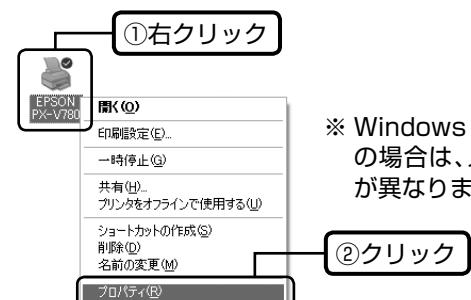 ①右クリック
EPSON
PX-V780
開く(O)
印刷設定(E)...
一時停止(G)
共有(H)...
プリンタをオフラインで使用する(U)
ショートカットの作成(S)
削除(D)
名前の変更(M)
プロパティ(R)
※ Windows
の場合は、
が異なりま
②クリック